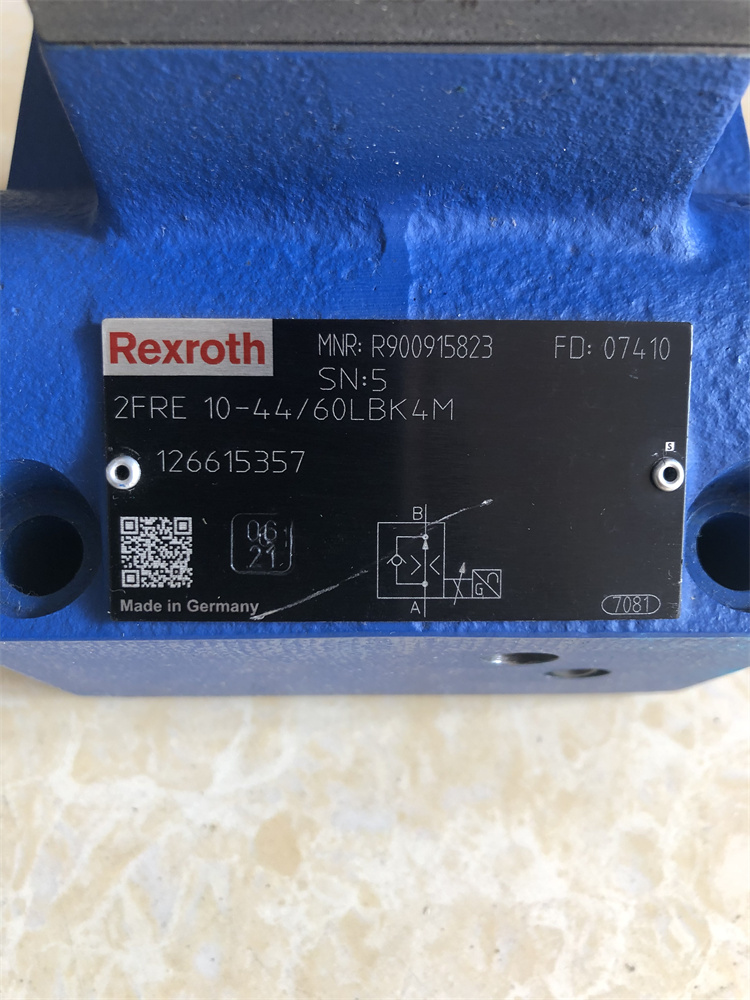 Rexroth
MNR: R900915823
FD: 07410
SN:5
2FRE 10-44/60LBK4M
126615357
S
06
21
B
G
A
Made in Germany
7081